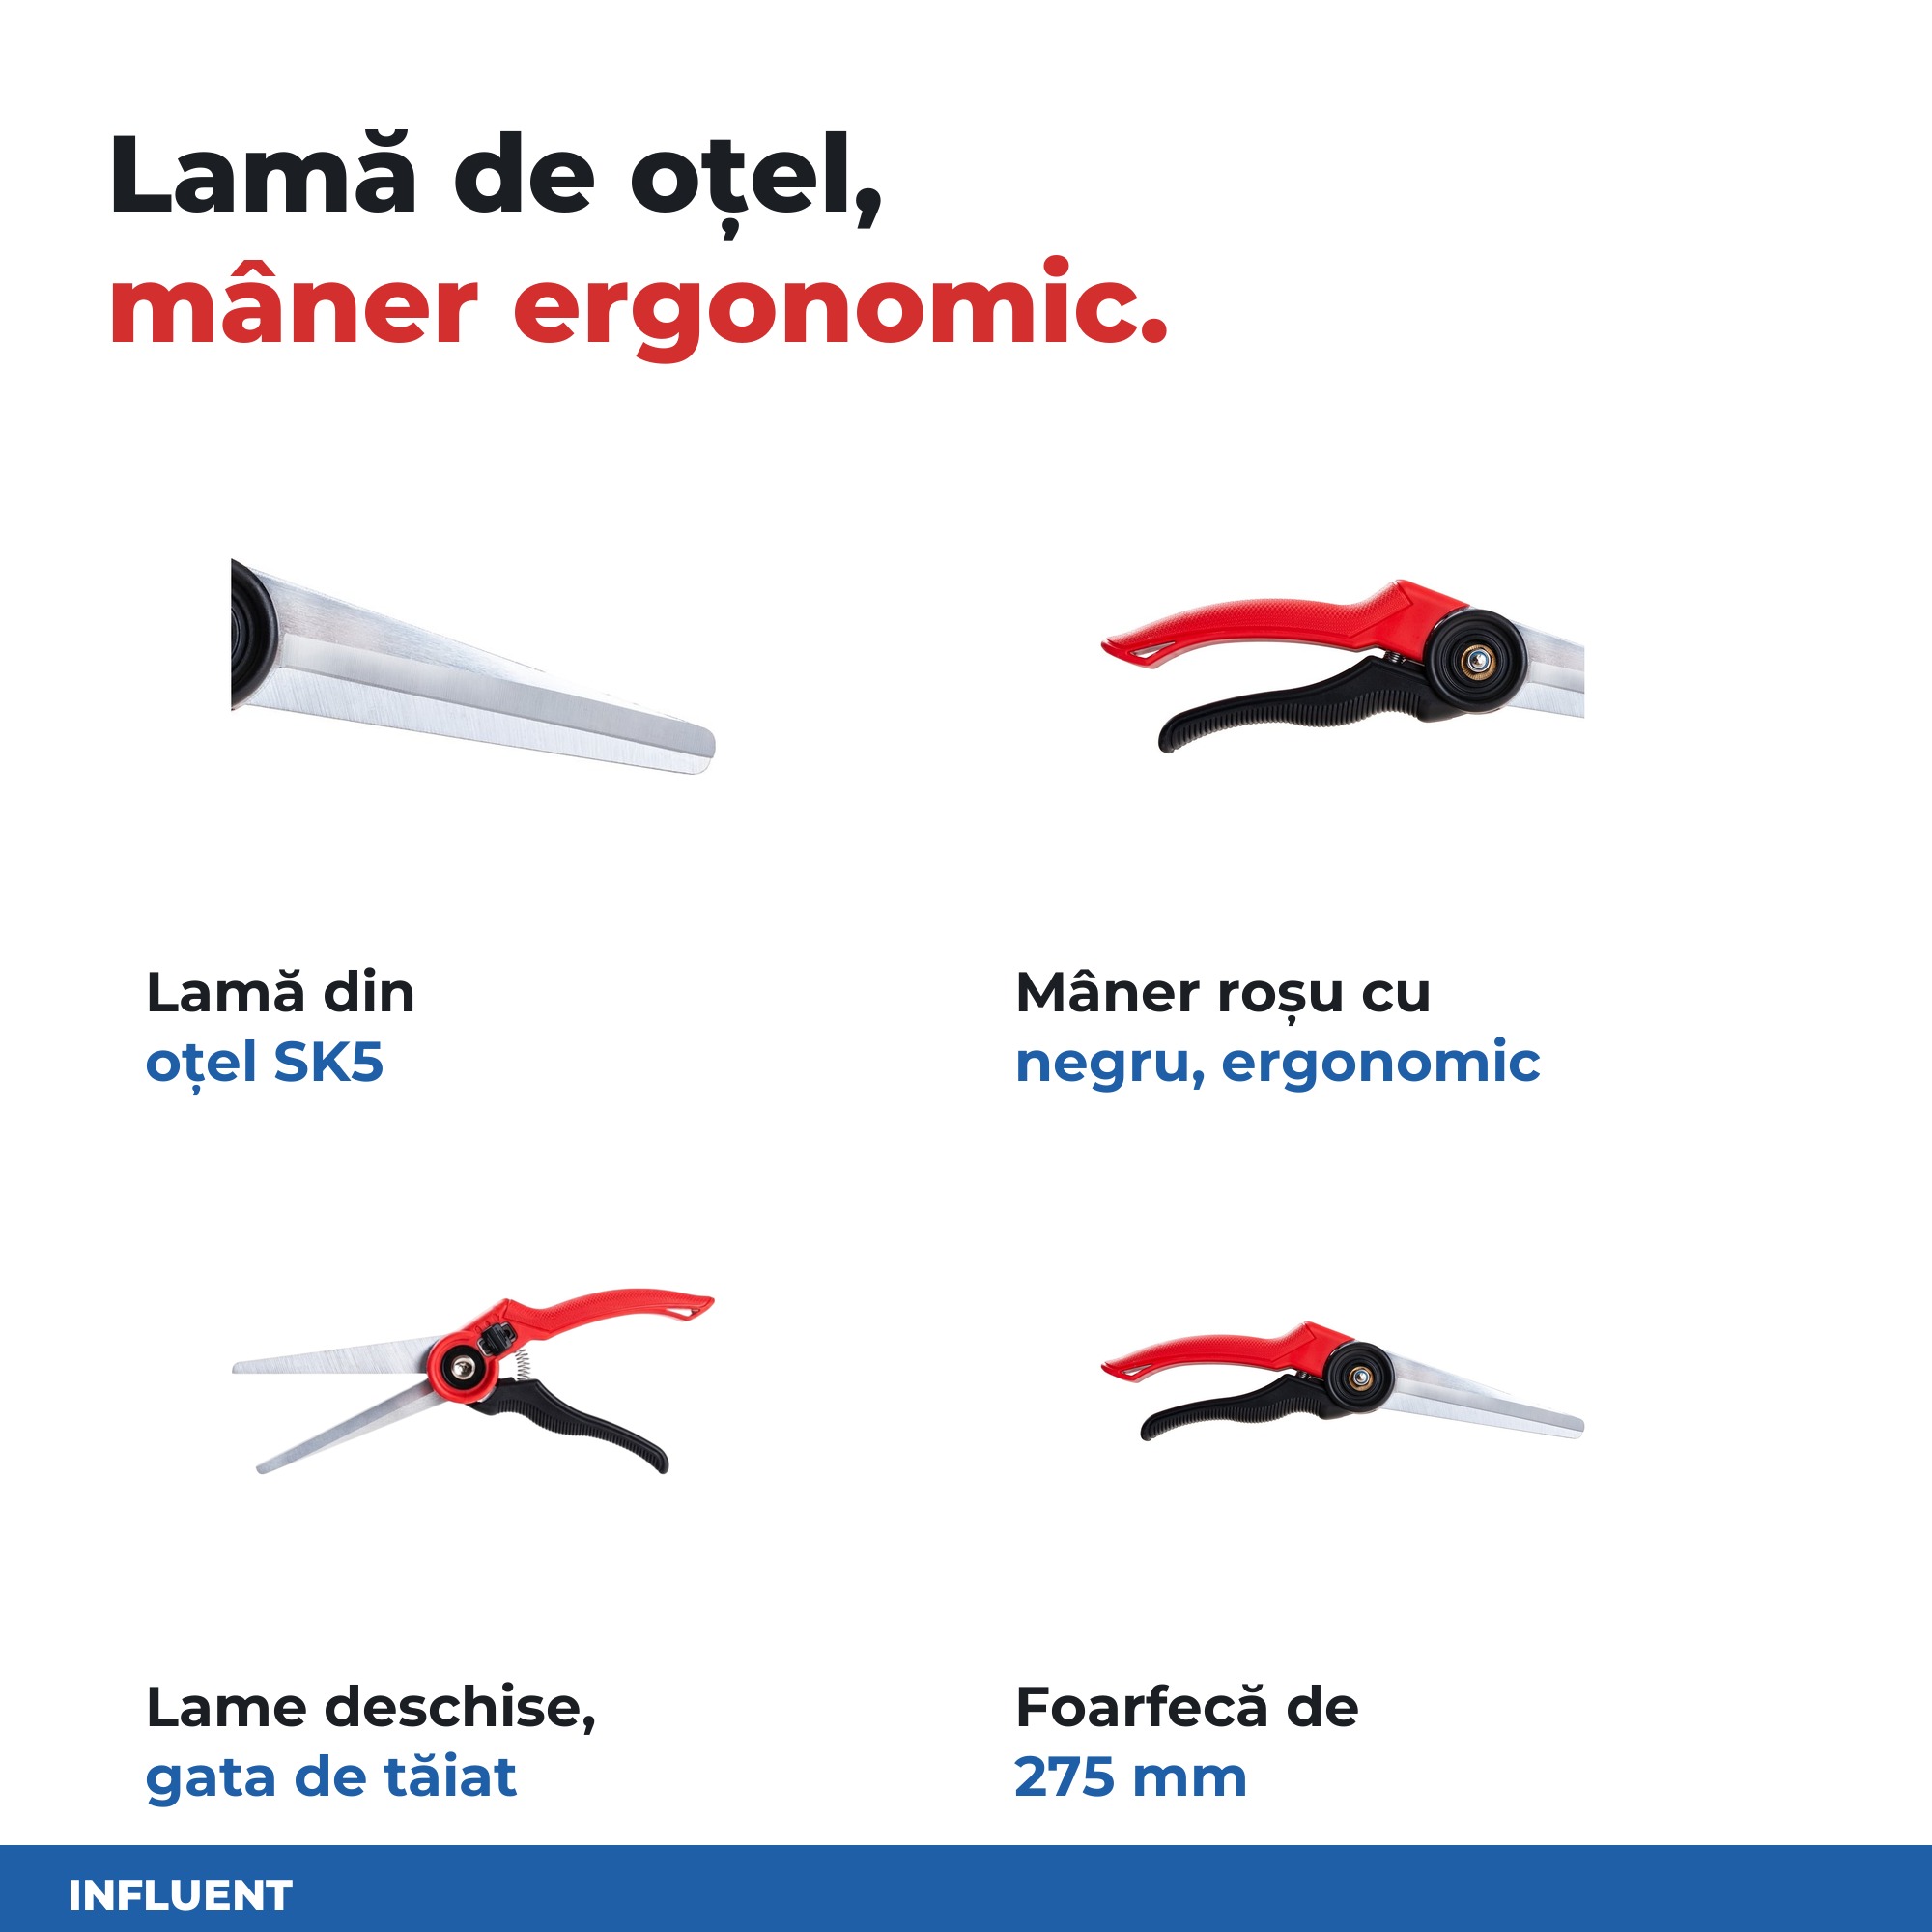 Lamă de oțel,
mâner ergonomic.
Lamă din
oțel SK5
Mâner roșu cu
negru, ergonomic
Lame deschise,
gata de tăiat
Foarfecă de
275 mm
INFLUENT